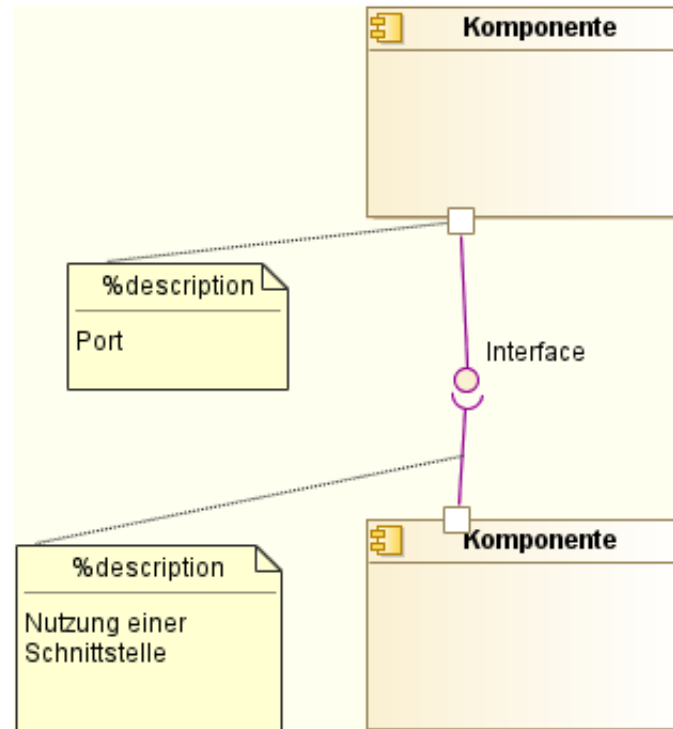 Komponente
%description
Port
Interface
%description
Nutzung einer
Schnittstelle
Komponente